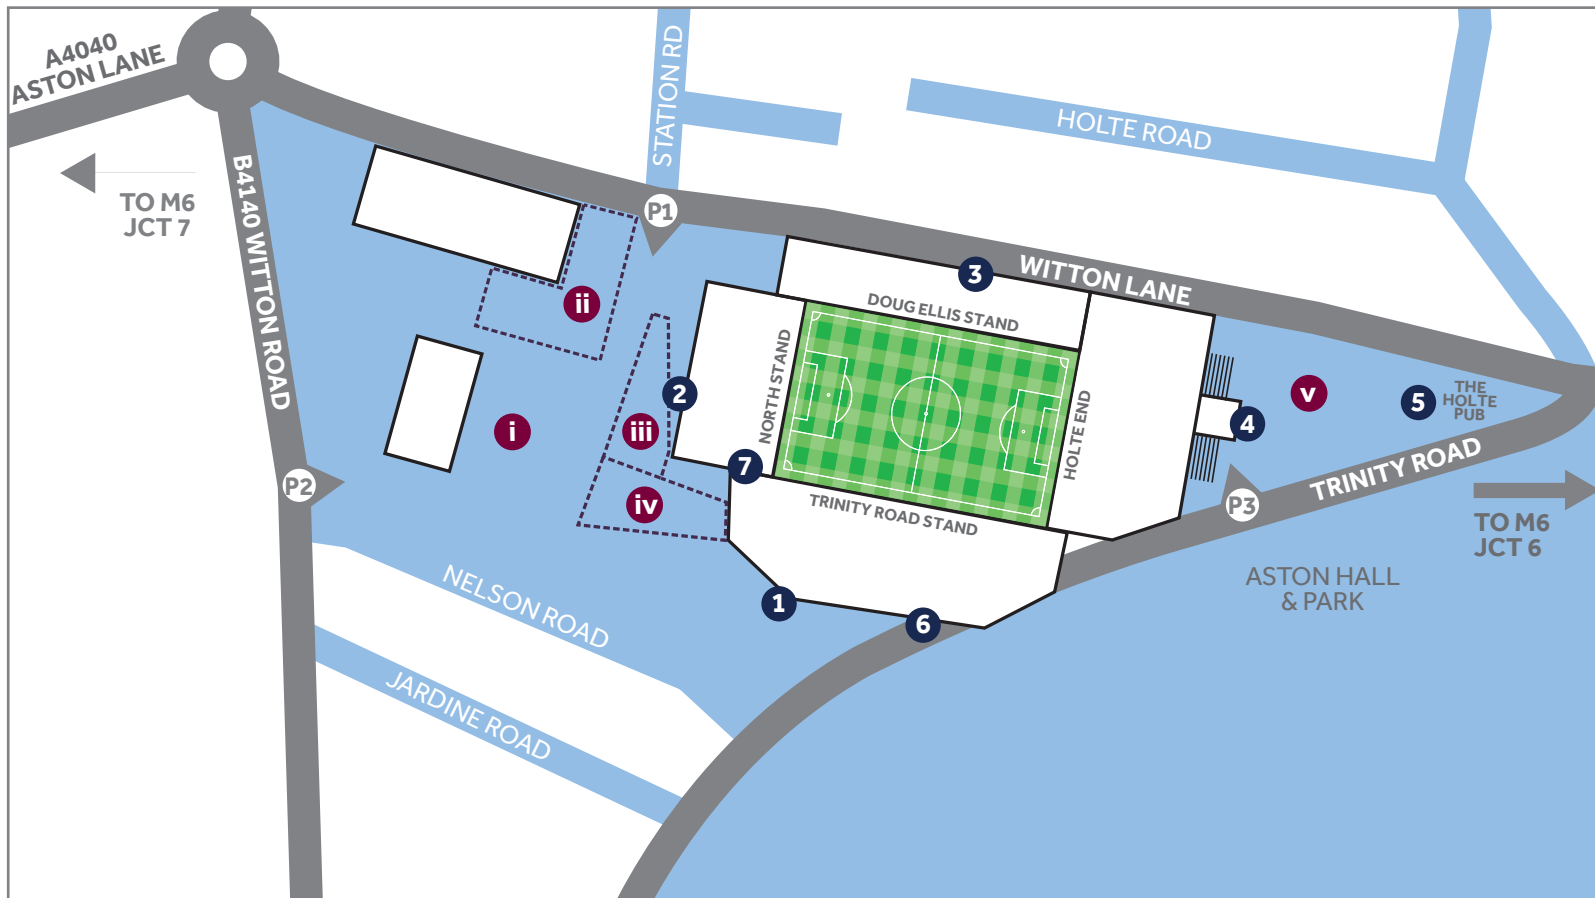 A4040
ASTON LANE
STATION RD
HOLTE ROAD
TO M6
JCT 7
B4140 WITTON ROAD
P1
WITTON LANE
3
DOUG ELLIS STAND
ii
NORTH STAND
2
i
iii
HOLTE END
4
v
5
THE
HOLTE
PUB
7
iv
P2
TRINITY ROAD STAND
P3
TRINITY ROAD
TO M6
JCT 6
ASTON HALL
& PARK
NELSON ROAD
1
6
JARDINE ROAD